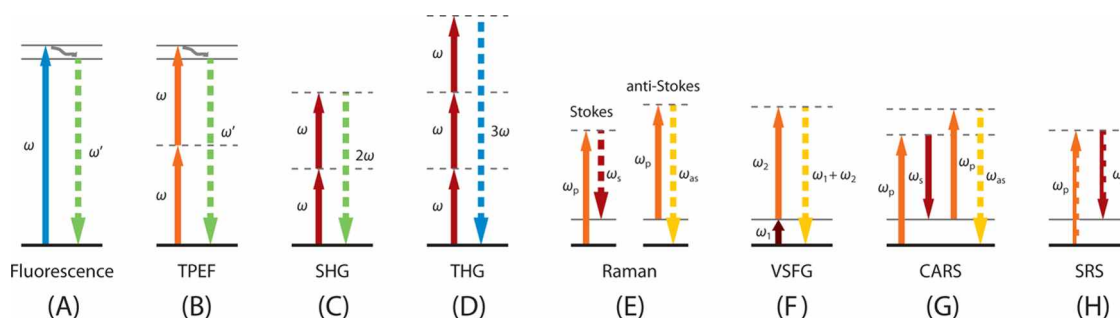 ω
ω'
Fluorescence
(A)
ω
ω
ω'
TPEF
(B)
ω
ω
2ω
SHG
(C)
ω
ω
ω
3ω
THG
(D)
Stokes
anti-Stokes
ωp
ωs
ωp
ωas
Raman
(E)
ω2
ω1
ω1 + ω2
VSFG
(F)
ωp
ωs
ωp
ωas
CARS
(G)
ωp
ω
SRS
(H)